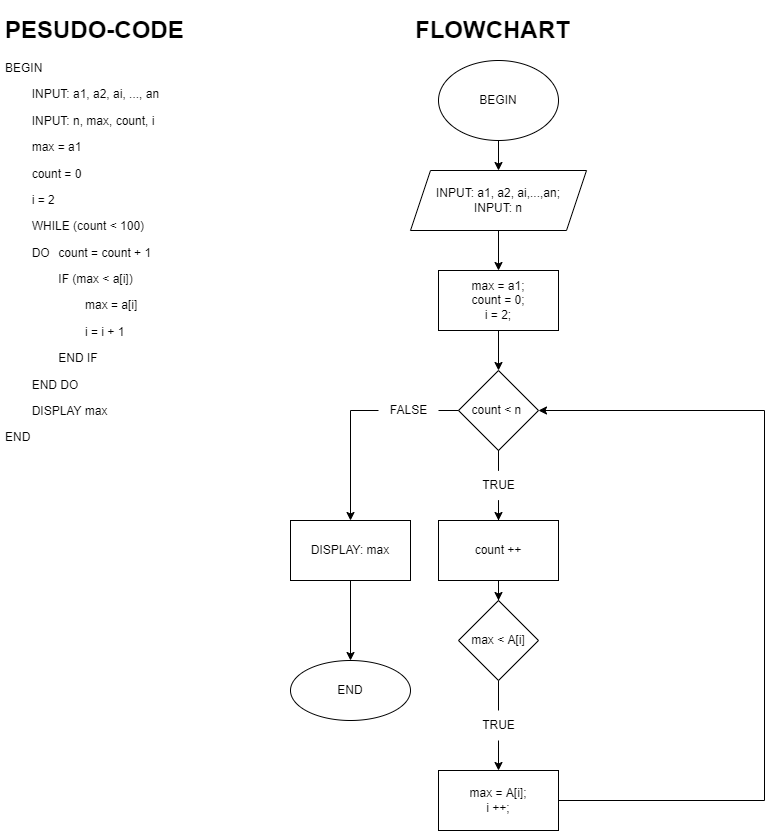 PESUDO-CODE
BEGIN
INPUT: a1, a2, ai, ..., an
INPUT: n, max, count, i
max = a1
count = 0
i = 2
WHILE (count < 100)
DO count = count + 1
IF (max < a[i])
max = a[i]
i = i + 1
END IF
END DO
DISPLAY max
END
FLOWCHART
BEGIN
INPUT: a1, a2, ai,...,an;
INPUT: n
max = a1;
count = 0;
i = 2;
count < n
FALSE
TRUE
DISPLAY: max
count ++
max < A[i]
END
TRUE
max = A[i];
i ++;